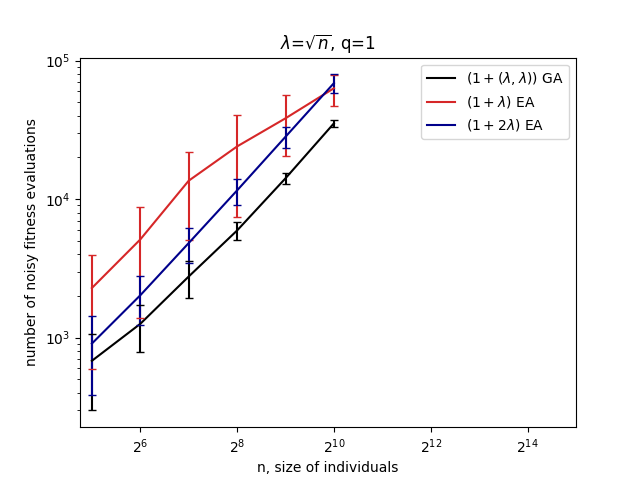 λ=√n, q=1
(1 + (λ, λ)) GA
(1 + λ) EA
(1 + 2λ) EA
number of noisy fitness evaluations
10⁵
10⁴
10³
2⁶
2⁸
2¹⁰
2¹²
2¹⁴
n, size of individuals